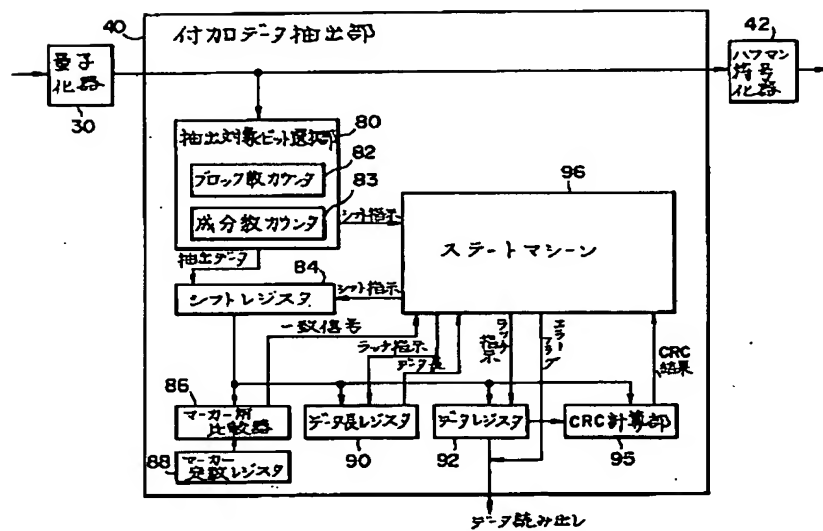 40
付加データ抽出部
42
量子
化器
30
ハフマン
符号
化器
抽出対象ビット選択部
80
82
ブロック数カウンタ
83
成分数カウンタ
シフト指示
抽出データ
96
ステートマシーン
84
シフトレジスタ
シフト指示
一致信号
ラッチ指示
データ長
ラッチ
指示
エラー
フラグ
CRC
結果
86
マーカー用
比較器
データ長レジスタ
データレジスタ
CRC計算部
88
マーカー
定数レジスタ
90
92
95
データ読み出し